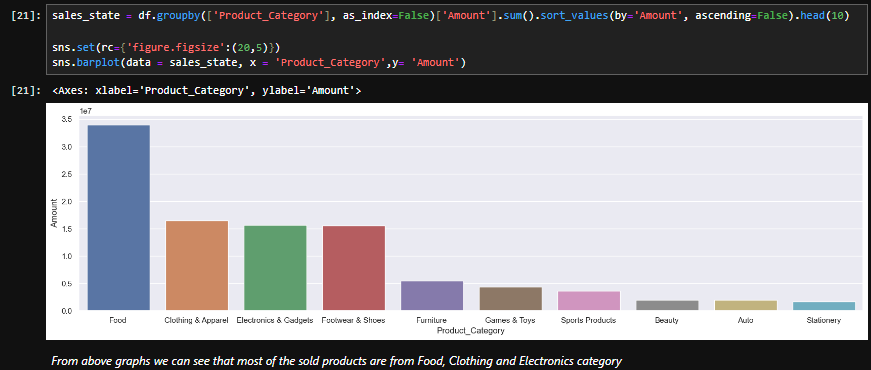 [21]: sales_state = df.groupby(['Product_Category'], as_index=False)['Amount'].sum().sort_values(by='Amount', ascending=False).head(10)
sns.set(rc={'figure.figsize':(20,5)})
sns.barplot(data = sales_state, x = 'Product_Category',y= 'Amount')
[21]: <Axes: xlabel='Product_Category', ylabel='Amount'>
1e7
3.5
3.0
2.5
2.0
1.5
1.0
0.5
0.0
Amount
Food Clothing & Apparel Electronics & Gadgets Footwear & Shoes Furniture Games & Toys Sports Products Beauty Auto Stationery
Product_Category
From above graphs we can see that most of the sold products are from Food, Clothing and Electronics category